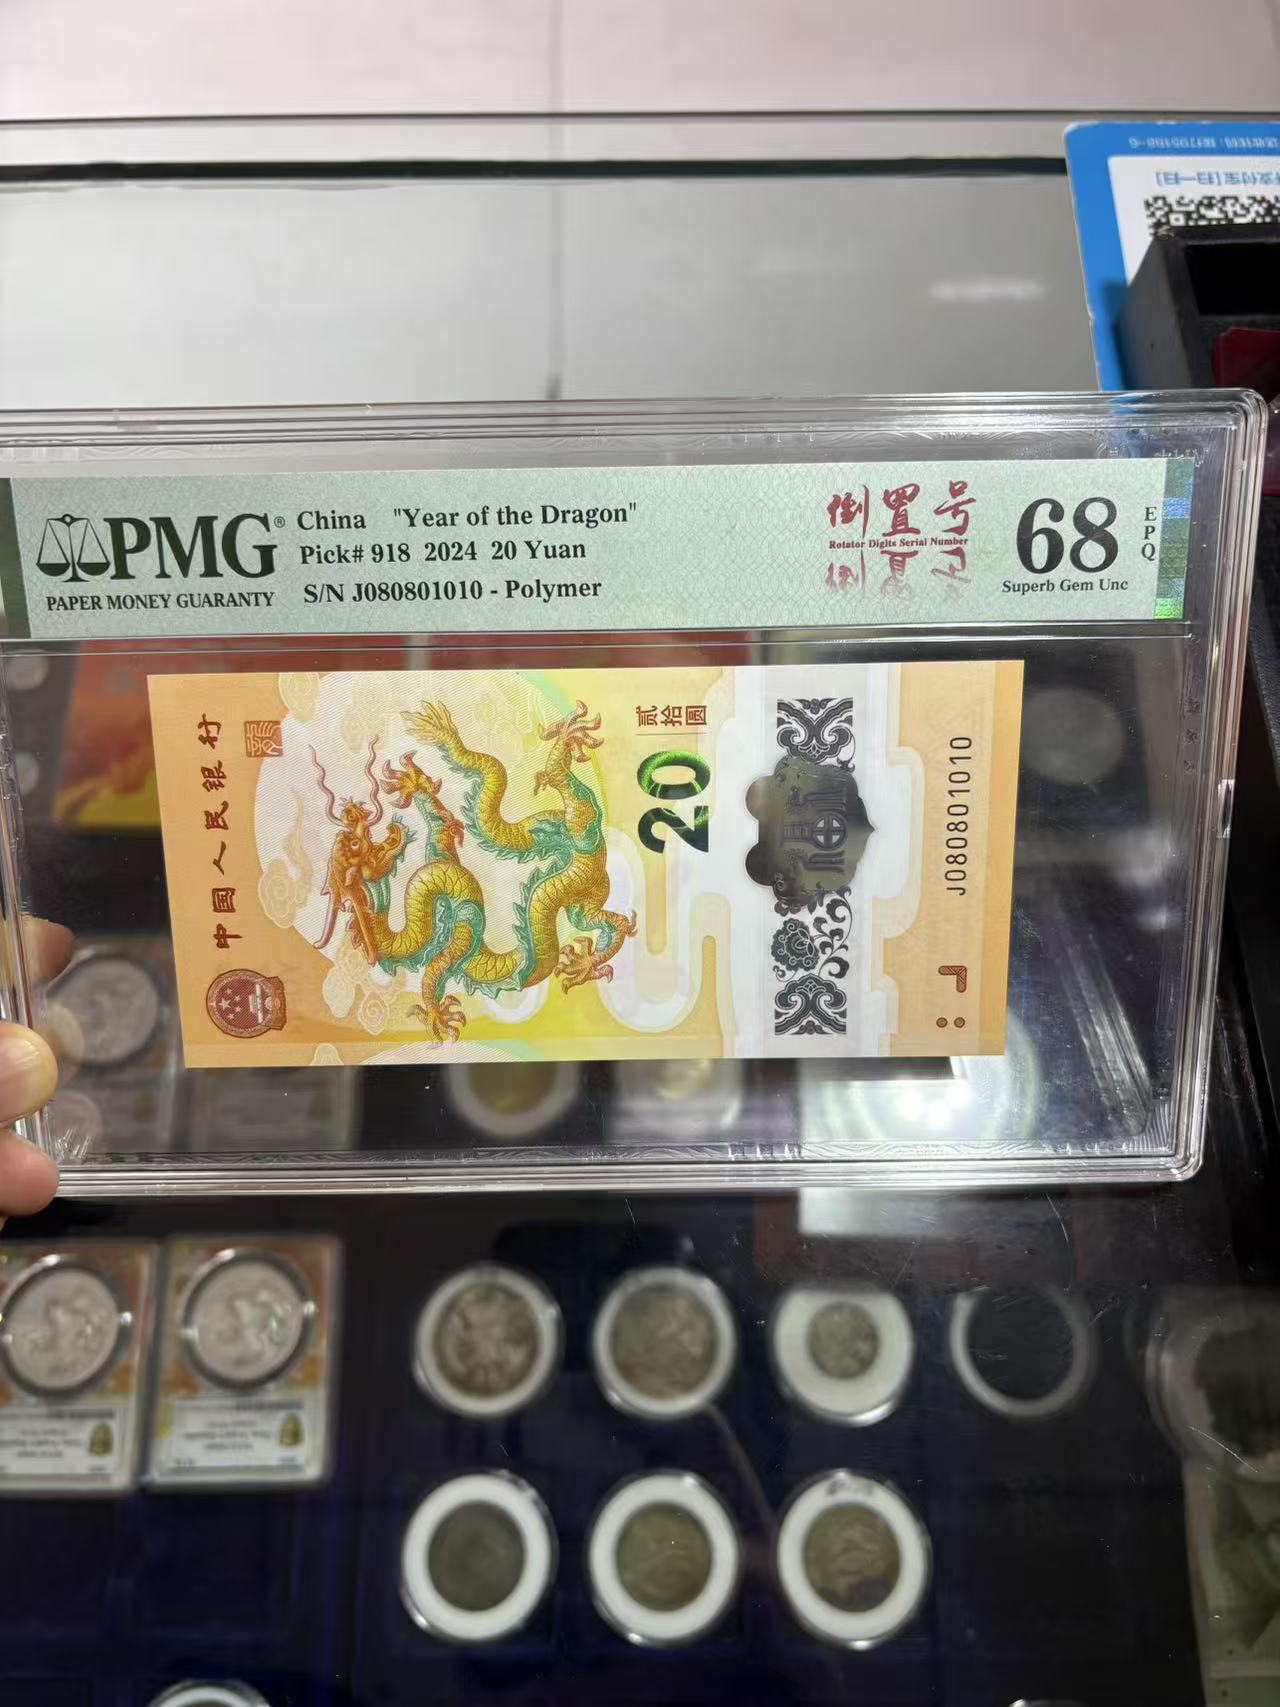 PMG®
PAPER MONEY GUARANTY
China "Year of the Dragon"
Pick# 918 2024 20 Yuan
S/N J080801010 - Polymer
倒置号
Rotator Digits Serial Number
68
EPQ
Superb Gem Unc
中国人民银行
龍
贰拾圆
20
J080801010